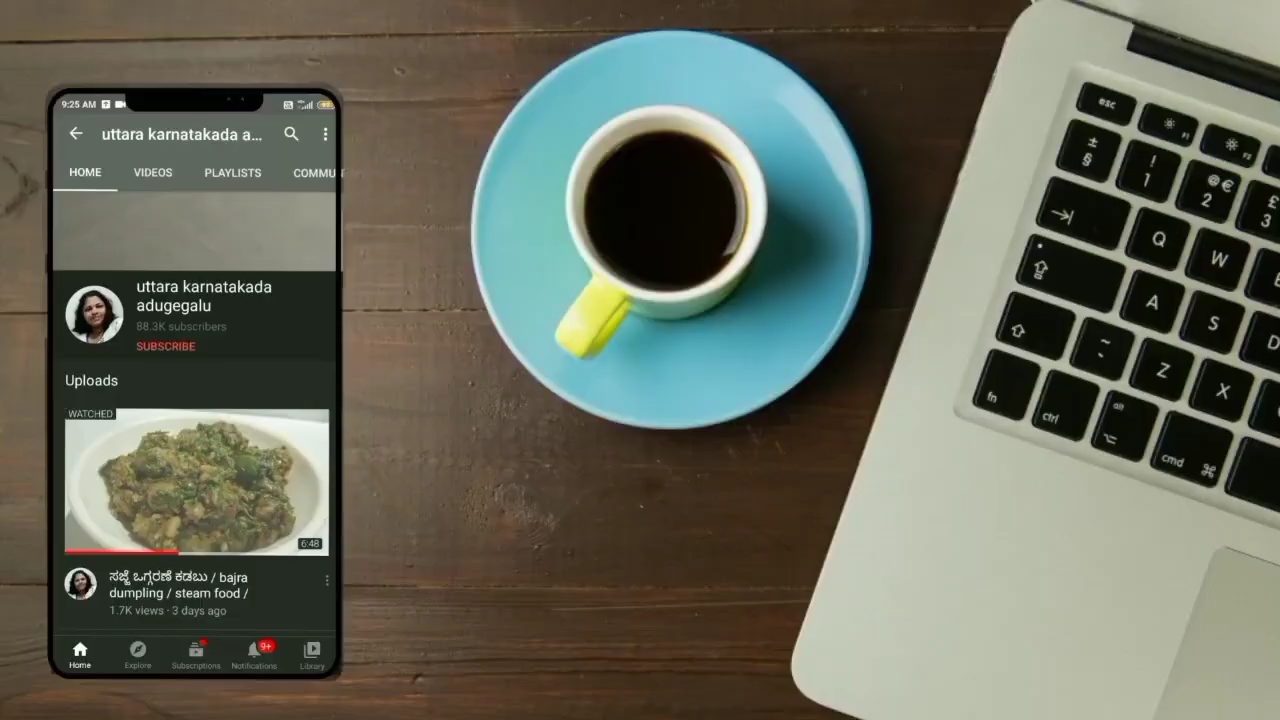 9:25 AM
uttara karnatakada a...
HOME VIDEOS PLAYLISTS COMMU
uttara karnatakada
adugegalu
88.3K subscribers
SUBSCRIBE
Uploads
WATCHED
6:48
ಸಜ್ಜೆ ಒಗ್ಗರಣೆ ಕಡಬು / bajra
dumpling / steam food /
1.7K views · 3 days ago
9+
Home Explore Subscriptions Notifications Library
esc F1 F2
± § ! 1 @ € 2 £ 3
Q W
A S D
~ ` Z X
fn ctrl alt cmd